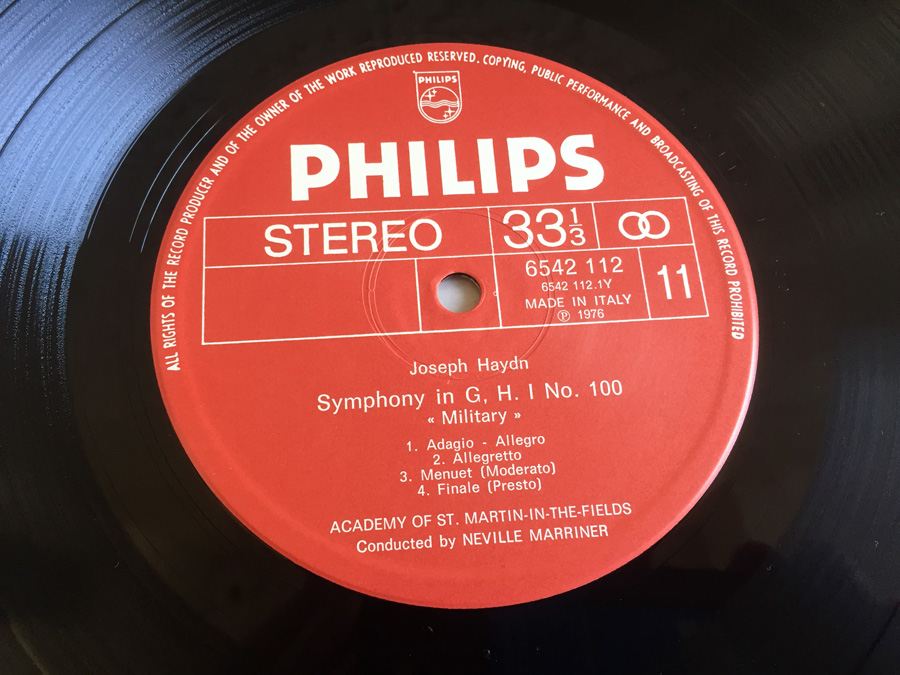 ALL RIGHTS OF THE RECORD PRODUCER AND OF THE OWNER OF THE WORK REPRODUCED RESERVED. COPYING, PUBLIC PERFORMANCE AND BROADCASTING OF THIS RECORD PROHIBITED
PHILIPS
PHILIPS
STEREO 33⅓
6542 112 11
6542 112.1Y
MADE IN ITALY
℗ 1976
Joseph Haydn
Symphony in G, H. I No. 100
« Military »
1. Adagio - Allegro
2. Allegretto
3. Menuet (Moderato)
4. Finale (Presto)
ACADEMY OF ST. MARTIN-IN-THE-FIELDS
Conducted by NEVILLE MARRINER